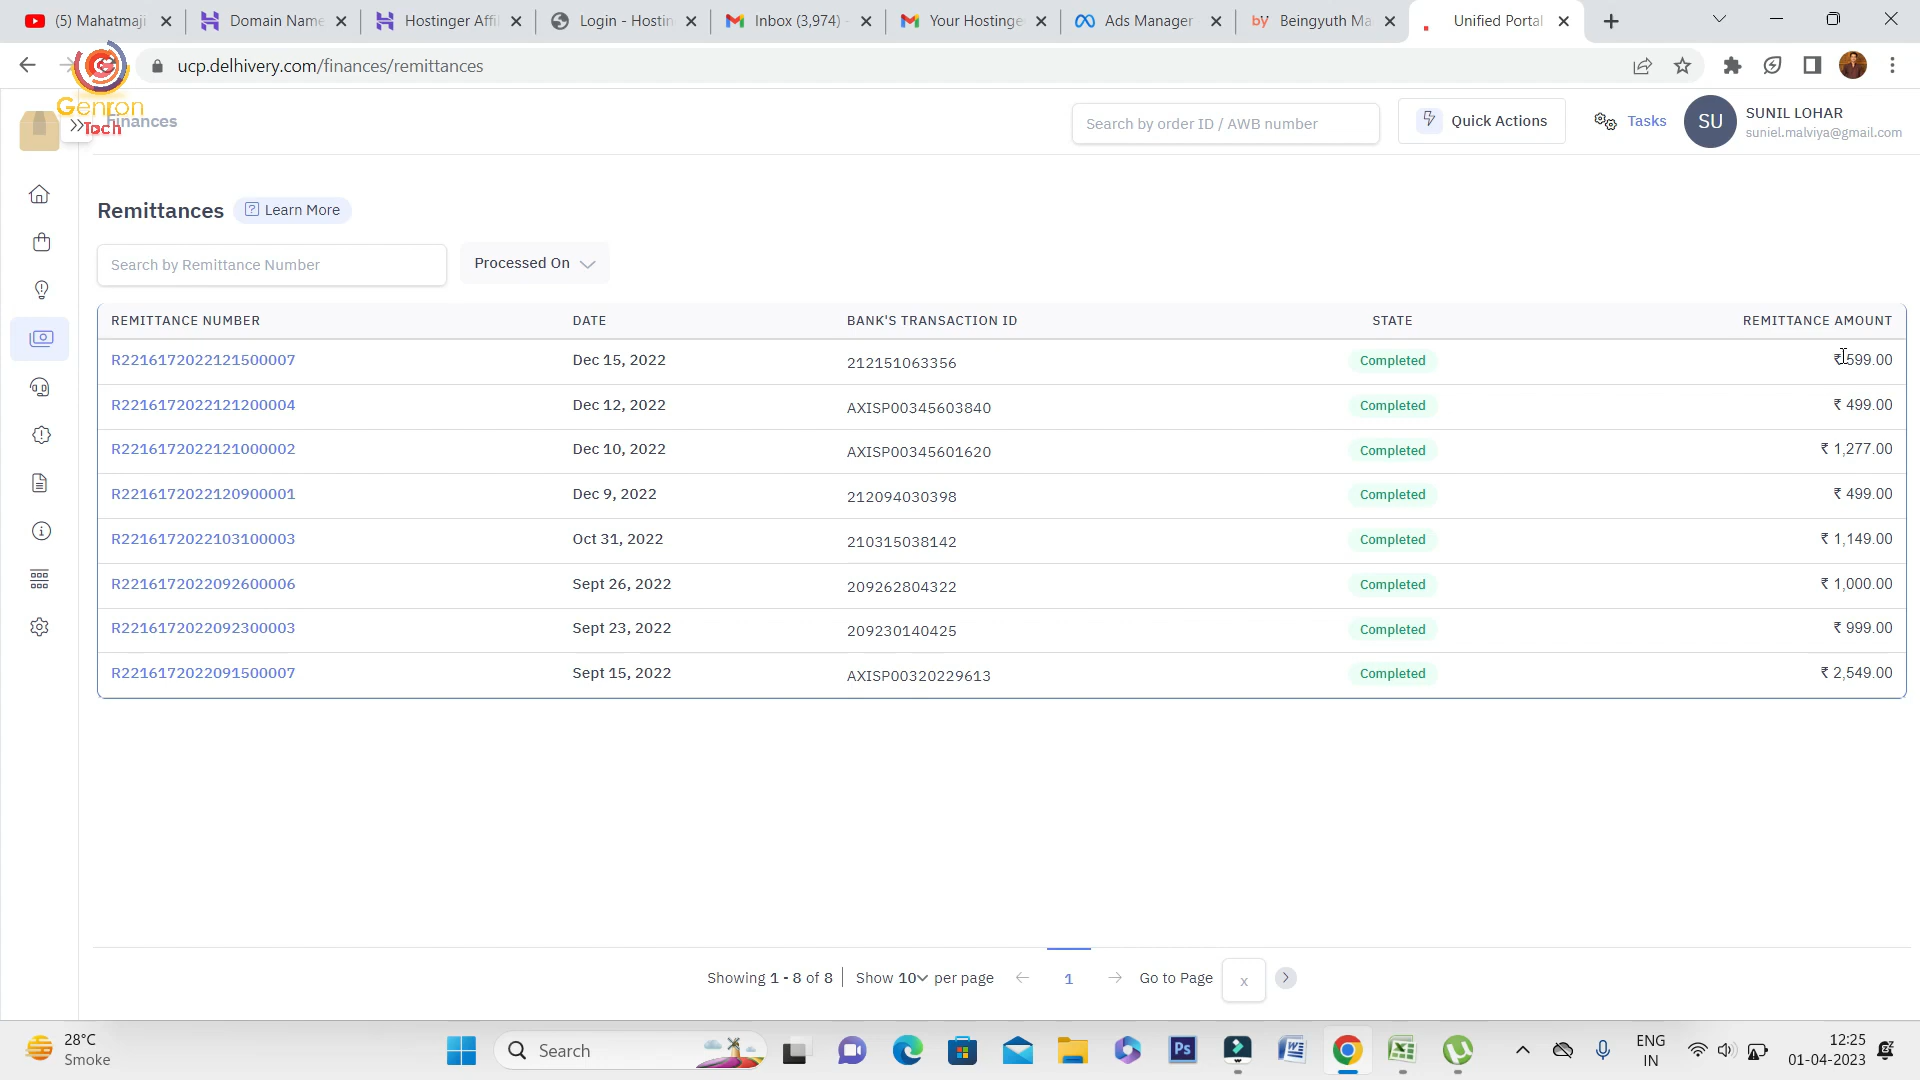 (5) Mahatmaji
Domain Name
Hostinger Affi
Login - Hostin
Inbox (3,974) -
Your Hostinge
Ads Manager
by Beingyuth Ma
Unified Portal
ucp.delhivery.com/finances/remittances
Genron
Tech
Finances
Search by order ID / AWB number
Quick Actions
Tasks
SU
SUNIL LOHAR
suniel.malviya@gmail.com
Remittances
Learn More
Search by Remittance Number
Processed On
REMITTANCE NUMBER DATE BANK'S TRANSACTION ID STATE REMITTANCE AMOUNT
R2216172022121500007 Dec 15, 2022 212151063356 Completed ₹ 599.00
R2216172022121200004 Dec 12, 2022 AXISP00345603840 Completed ₹ 499.00
R2216172022121000002 Dec 10, 2022 AXISP00345601620 Completed ₹ 1,277.00
R2216172022120900001 Dec 9, 2022 212094030398 Completed ₹ 499.00
R2216172022103100003 Oct 31, 2022 210315038142 Completed ₹ 1,149.00
R2216172022092600006 Sept 26, 2022 209262804322 Completed ₹ 1,000.00
R2216172022092300003 Sept 23, 2022 209230140425 Completed ₹ 999.00
R2216172022091500007 Sept 15, 2022 AXISP00320229613 Completed ₹ 2,549.00
Showing 1 - 8 of 8 Show 10 per page 1 Go to Page x
28°C
Smoke
Search
Ps
ENG
IN
12:25
01-04-2023